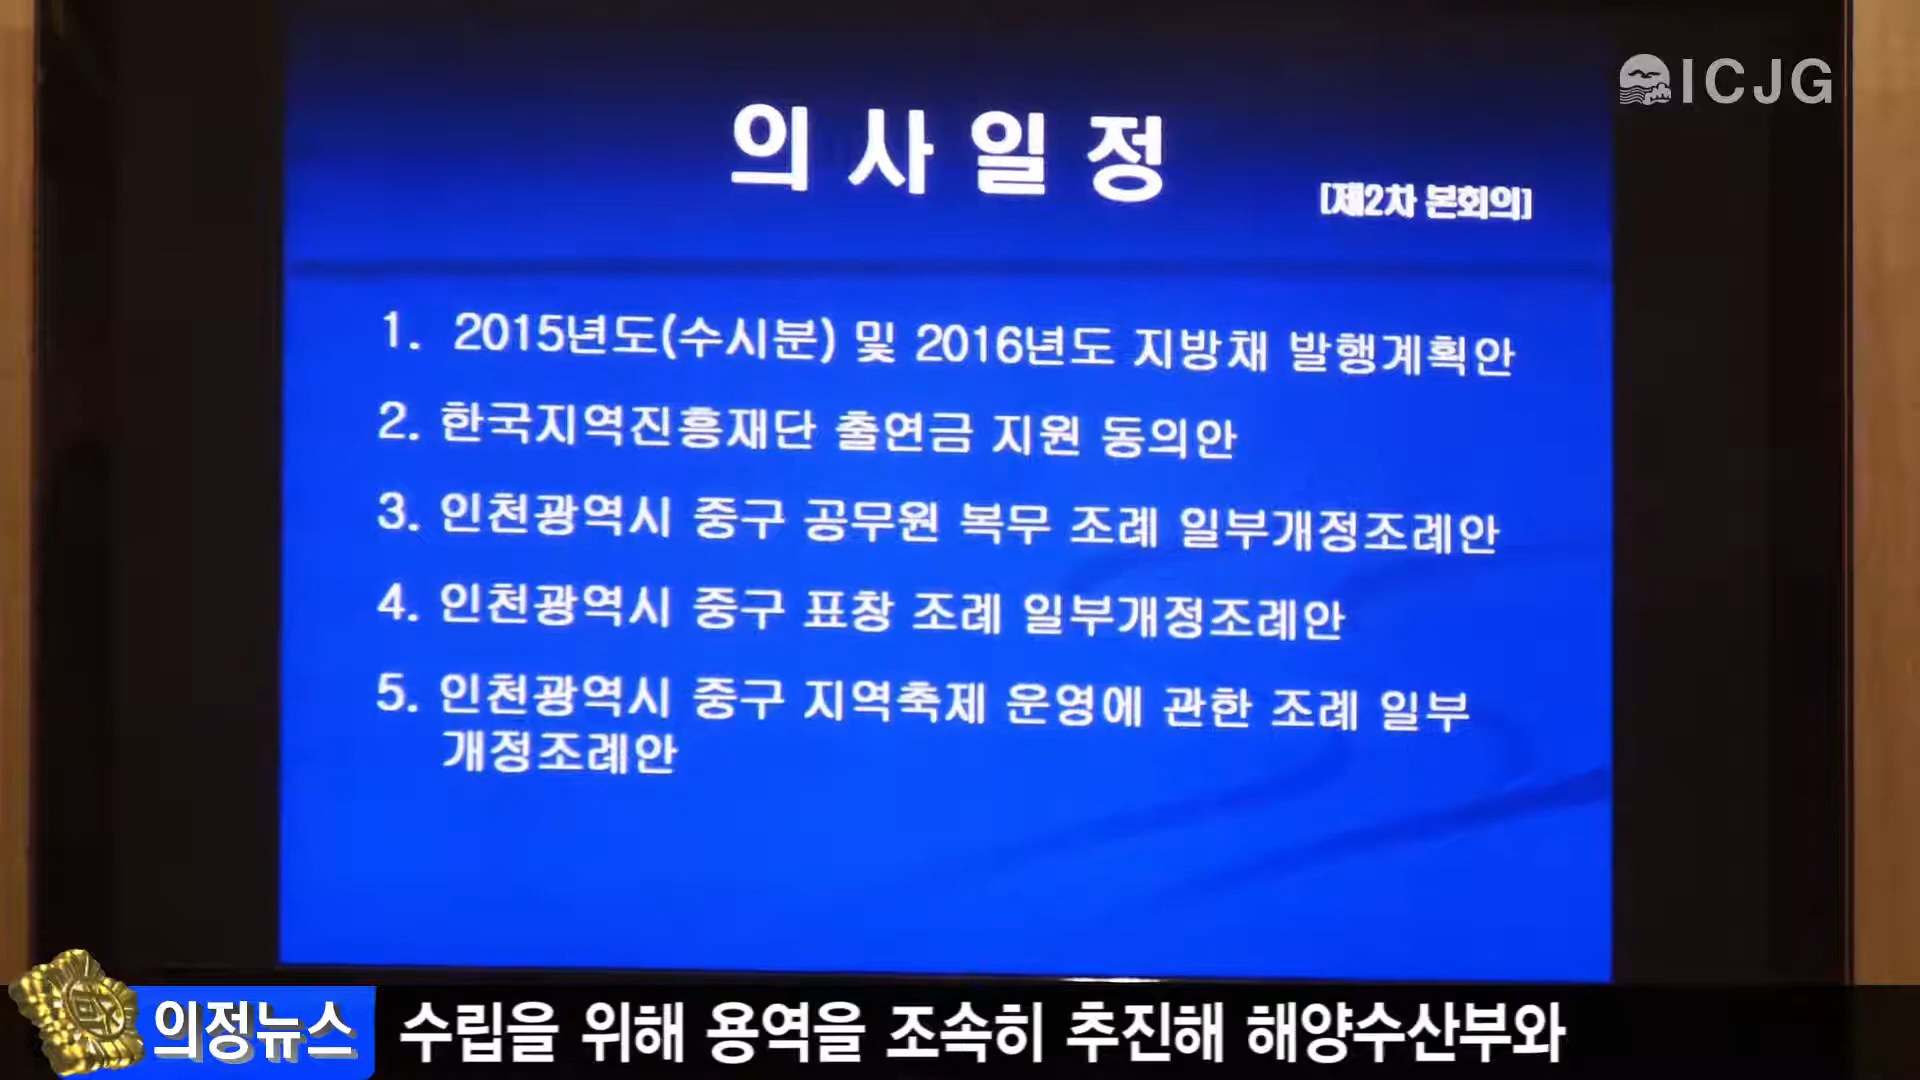 ICJG
의사일정
[제2차 본회의]
1. 2015년도(수시분) 및 2016년도 지방채 발행계획안
2. 한국지역진흥재단 출연금 지원 동의안
3. 인천광역시 중구 공무원 복무 조례 일부개정조례안
4. 인천광역시 중구 표창 조례 일부개정조례안
5. 인천광역시 중구 지역축제 운영에 관한 조례 일부
개정조례안
의정뉴스
수립을 위해 용역을 조속히 추진해 해양수산부와